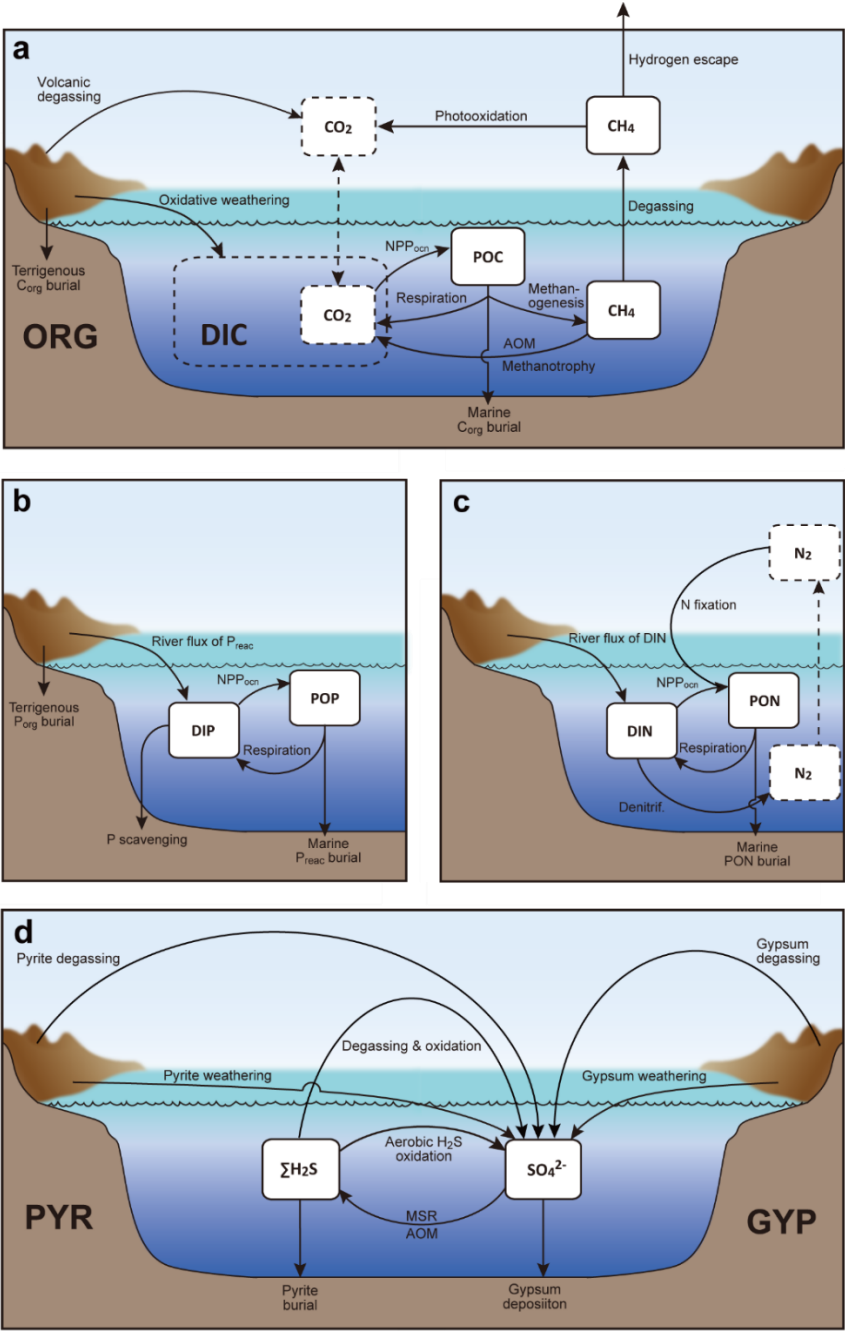 a
Hydrogen escape
Volcanic
degassing
CO₂
Photooxidation
CH₄
Oxidative weathering
Degassing
NPPocn
POC
Terrigenous
Corg burial
Methan-
ogenesis
Respiration
ORG
DIC
CO₂
CH₄
AOM
Methanotrophy
Marine
Corg burial
b
River flux of Preac
NPPocn
POP
Terrigenous
Porg burial
DIP
Respiration
P scavenging
Marine
Preac burial
c
N₂
N fixation
River flux of DIN
NPPocn
PON
DIN
Respiration
N₂
Denitrif.
Marine
PON burial
d
Pyrite degassing
Gypsum
degassing
Degassing & oxidation
Pyrite weathering
Gypsum weathering
Aerobic H₂S
oxidation
∑H₂S
SO₄²⁻
MSR
AOM
PYR
GYP
Pyrite
burial
Gypsum
deposiiton